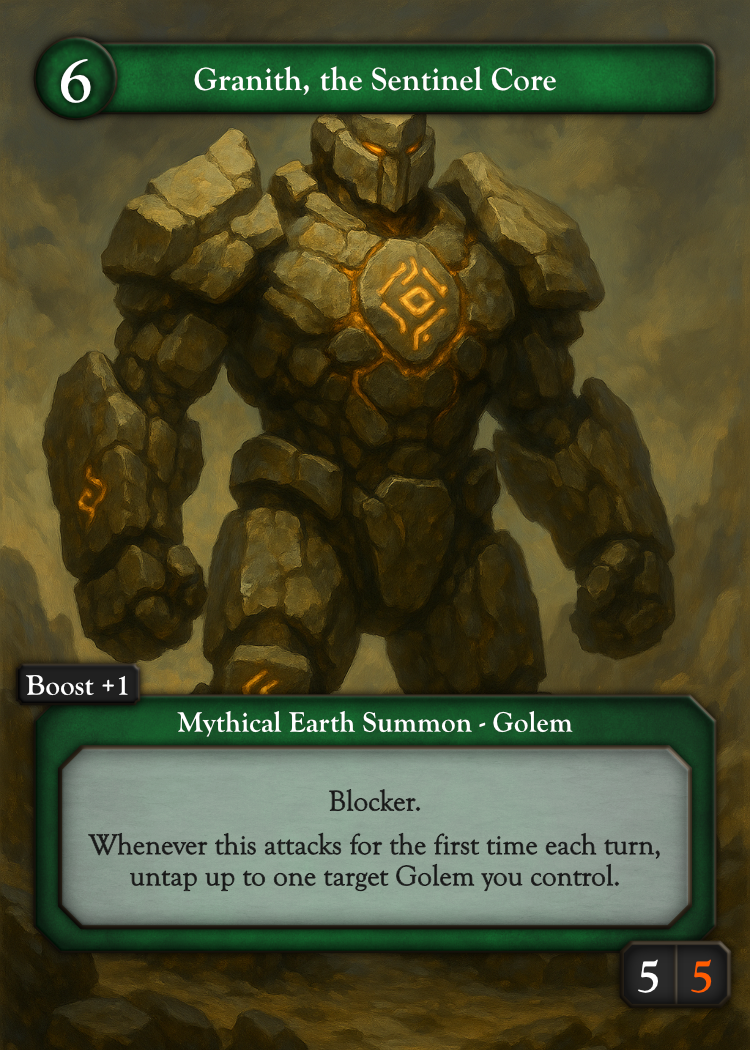 6
Granith, the Sentinel Core
Boost +1
Mythical Earth Summon - Golem
Blocker.
Whenever this attacks for the first time each turn,
untap up to one target Golem you control.
5 5